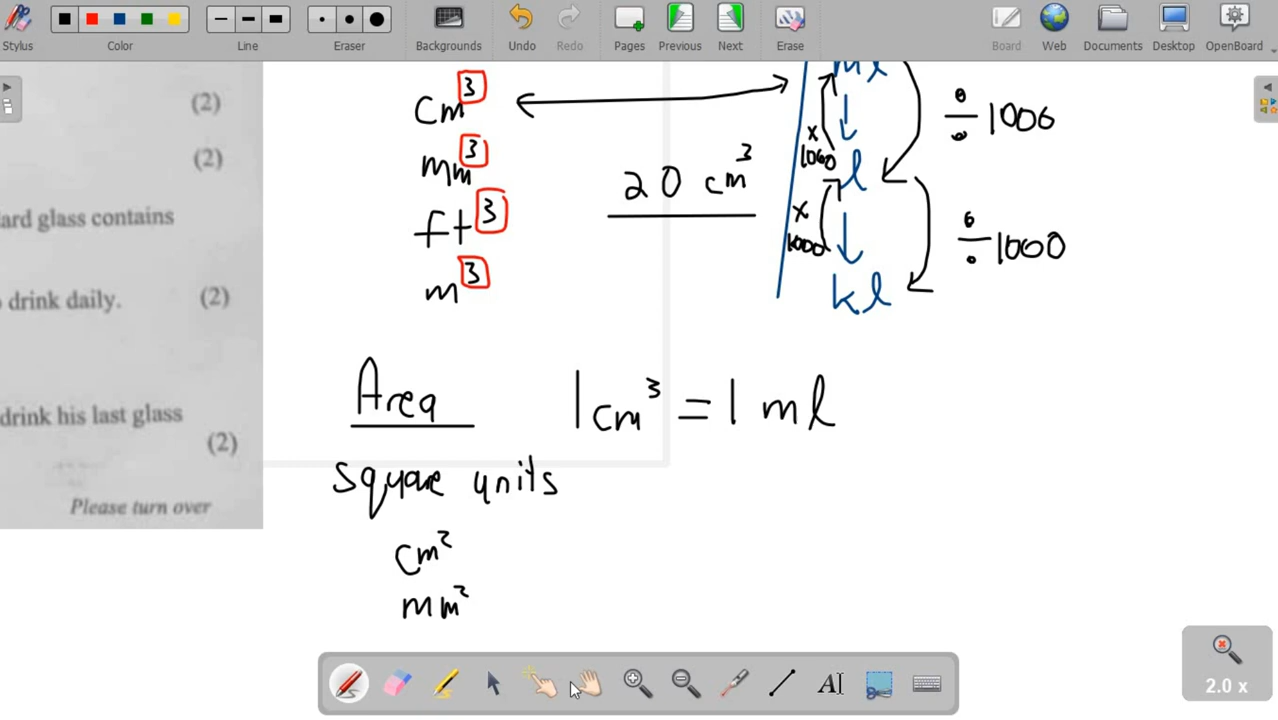 Stylus
Color
Line
Eraser
Backgrounds
Undo
Redo
Pages
Previous
Next
Erase
Board
Web
Documents
Desktop
OpenBoard
(2)
(2)
ard glass contains
drink daily. (2)
drink his last glass
(2)
Please turn over
cm³
mm³
ft³
m³
20 cm³
ml
x 1000
÷ 1000
l
x 1000
÷ 1000
kl
Area
1 cm³ = 1 ml
square units
cm²
mm²
2.0 x